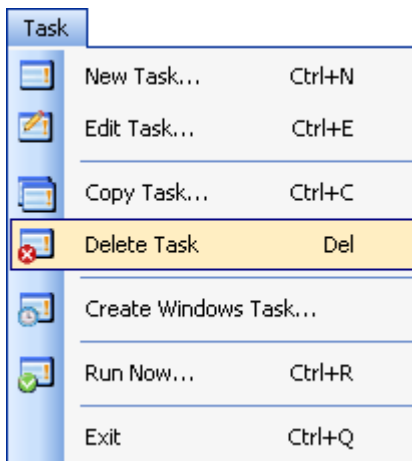 Task
New Task... Ctrl+N
Edit Task... Ctrl+E
Copy Task... Ctrl+C
Delete Task Del
Create Windows Task...
Run Now... Ctrl+R
Exit Ctrl+Q